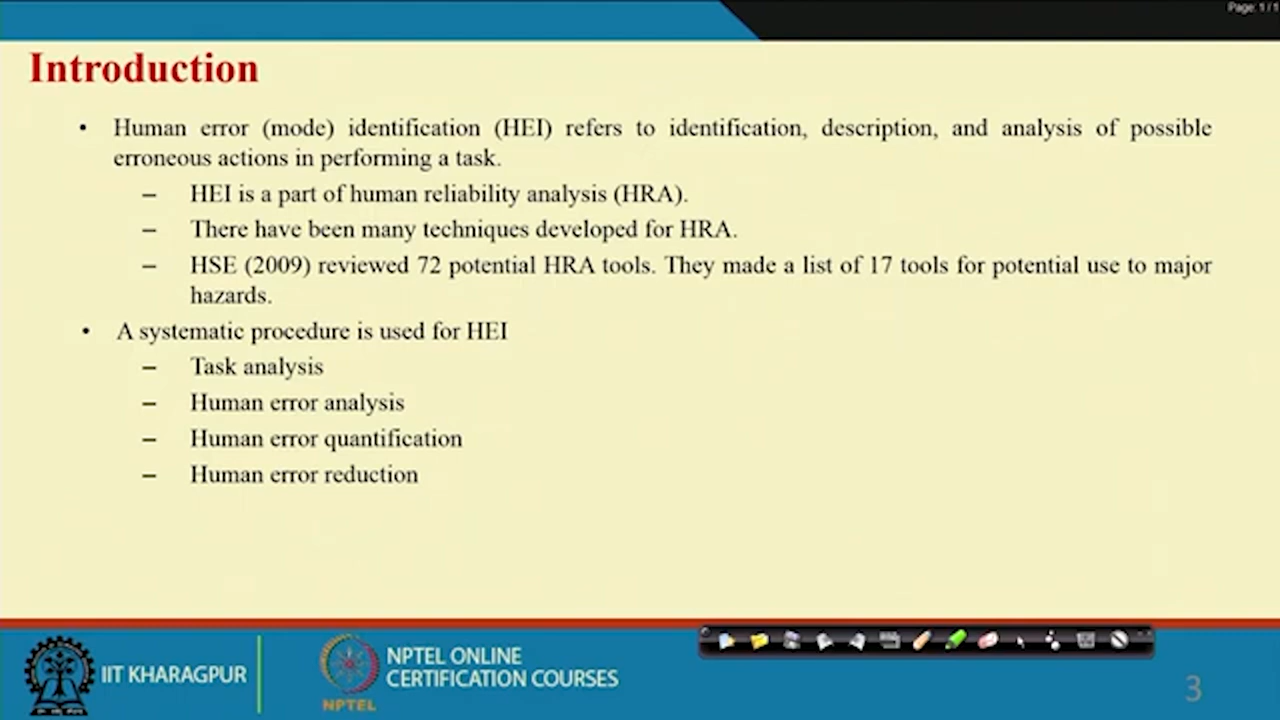 Page: 1 / 1
Introduction
• Human error (mode) identification (HEI) refers to identification, description, and analysis of possible
erroneous actions in performing a task.
– HEI is a part of human reliability analysis (HRA).
– There have been many techniques developed for HRA.
– HSE (2009) reviewed 72 potential HRA tools. They made a list of 17 tools for potential use to major
hazards.
• A systematic procedure is used for HEI
– Task analysis
– Human error analysis
– Human error quantification
– Human error reduction
IIT KHARAGPUR
NPTEL
NPTEL ONLINE
CERTIFICATION COURSES
3